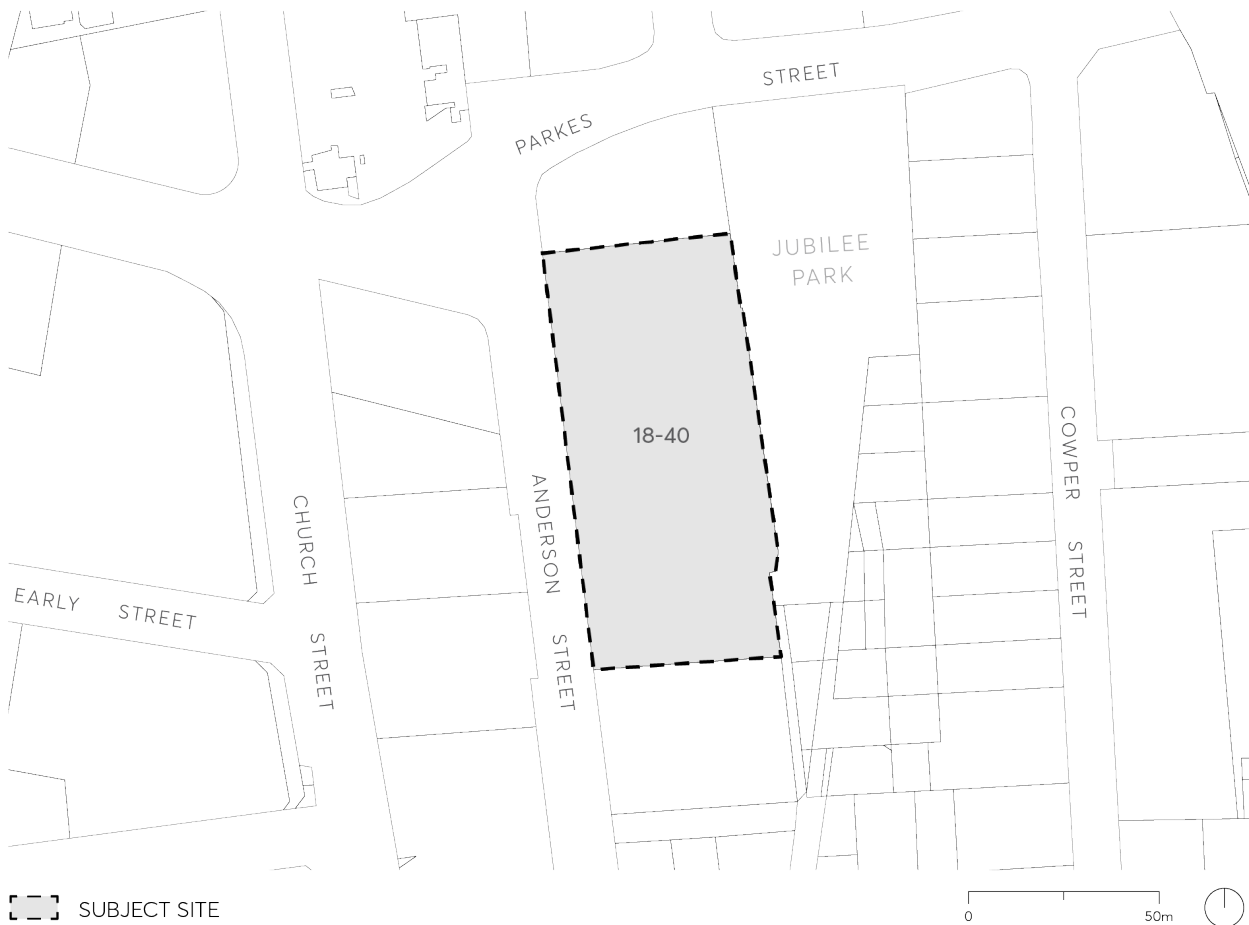 PARKES STREET
JUBILEE
PARK
18-40
ANDERSON STREET
CHURCH STREET
EARLY STREET
COWPER STREET
SUBJECT SITE
0 50m